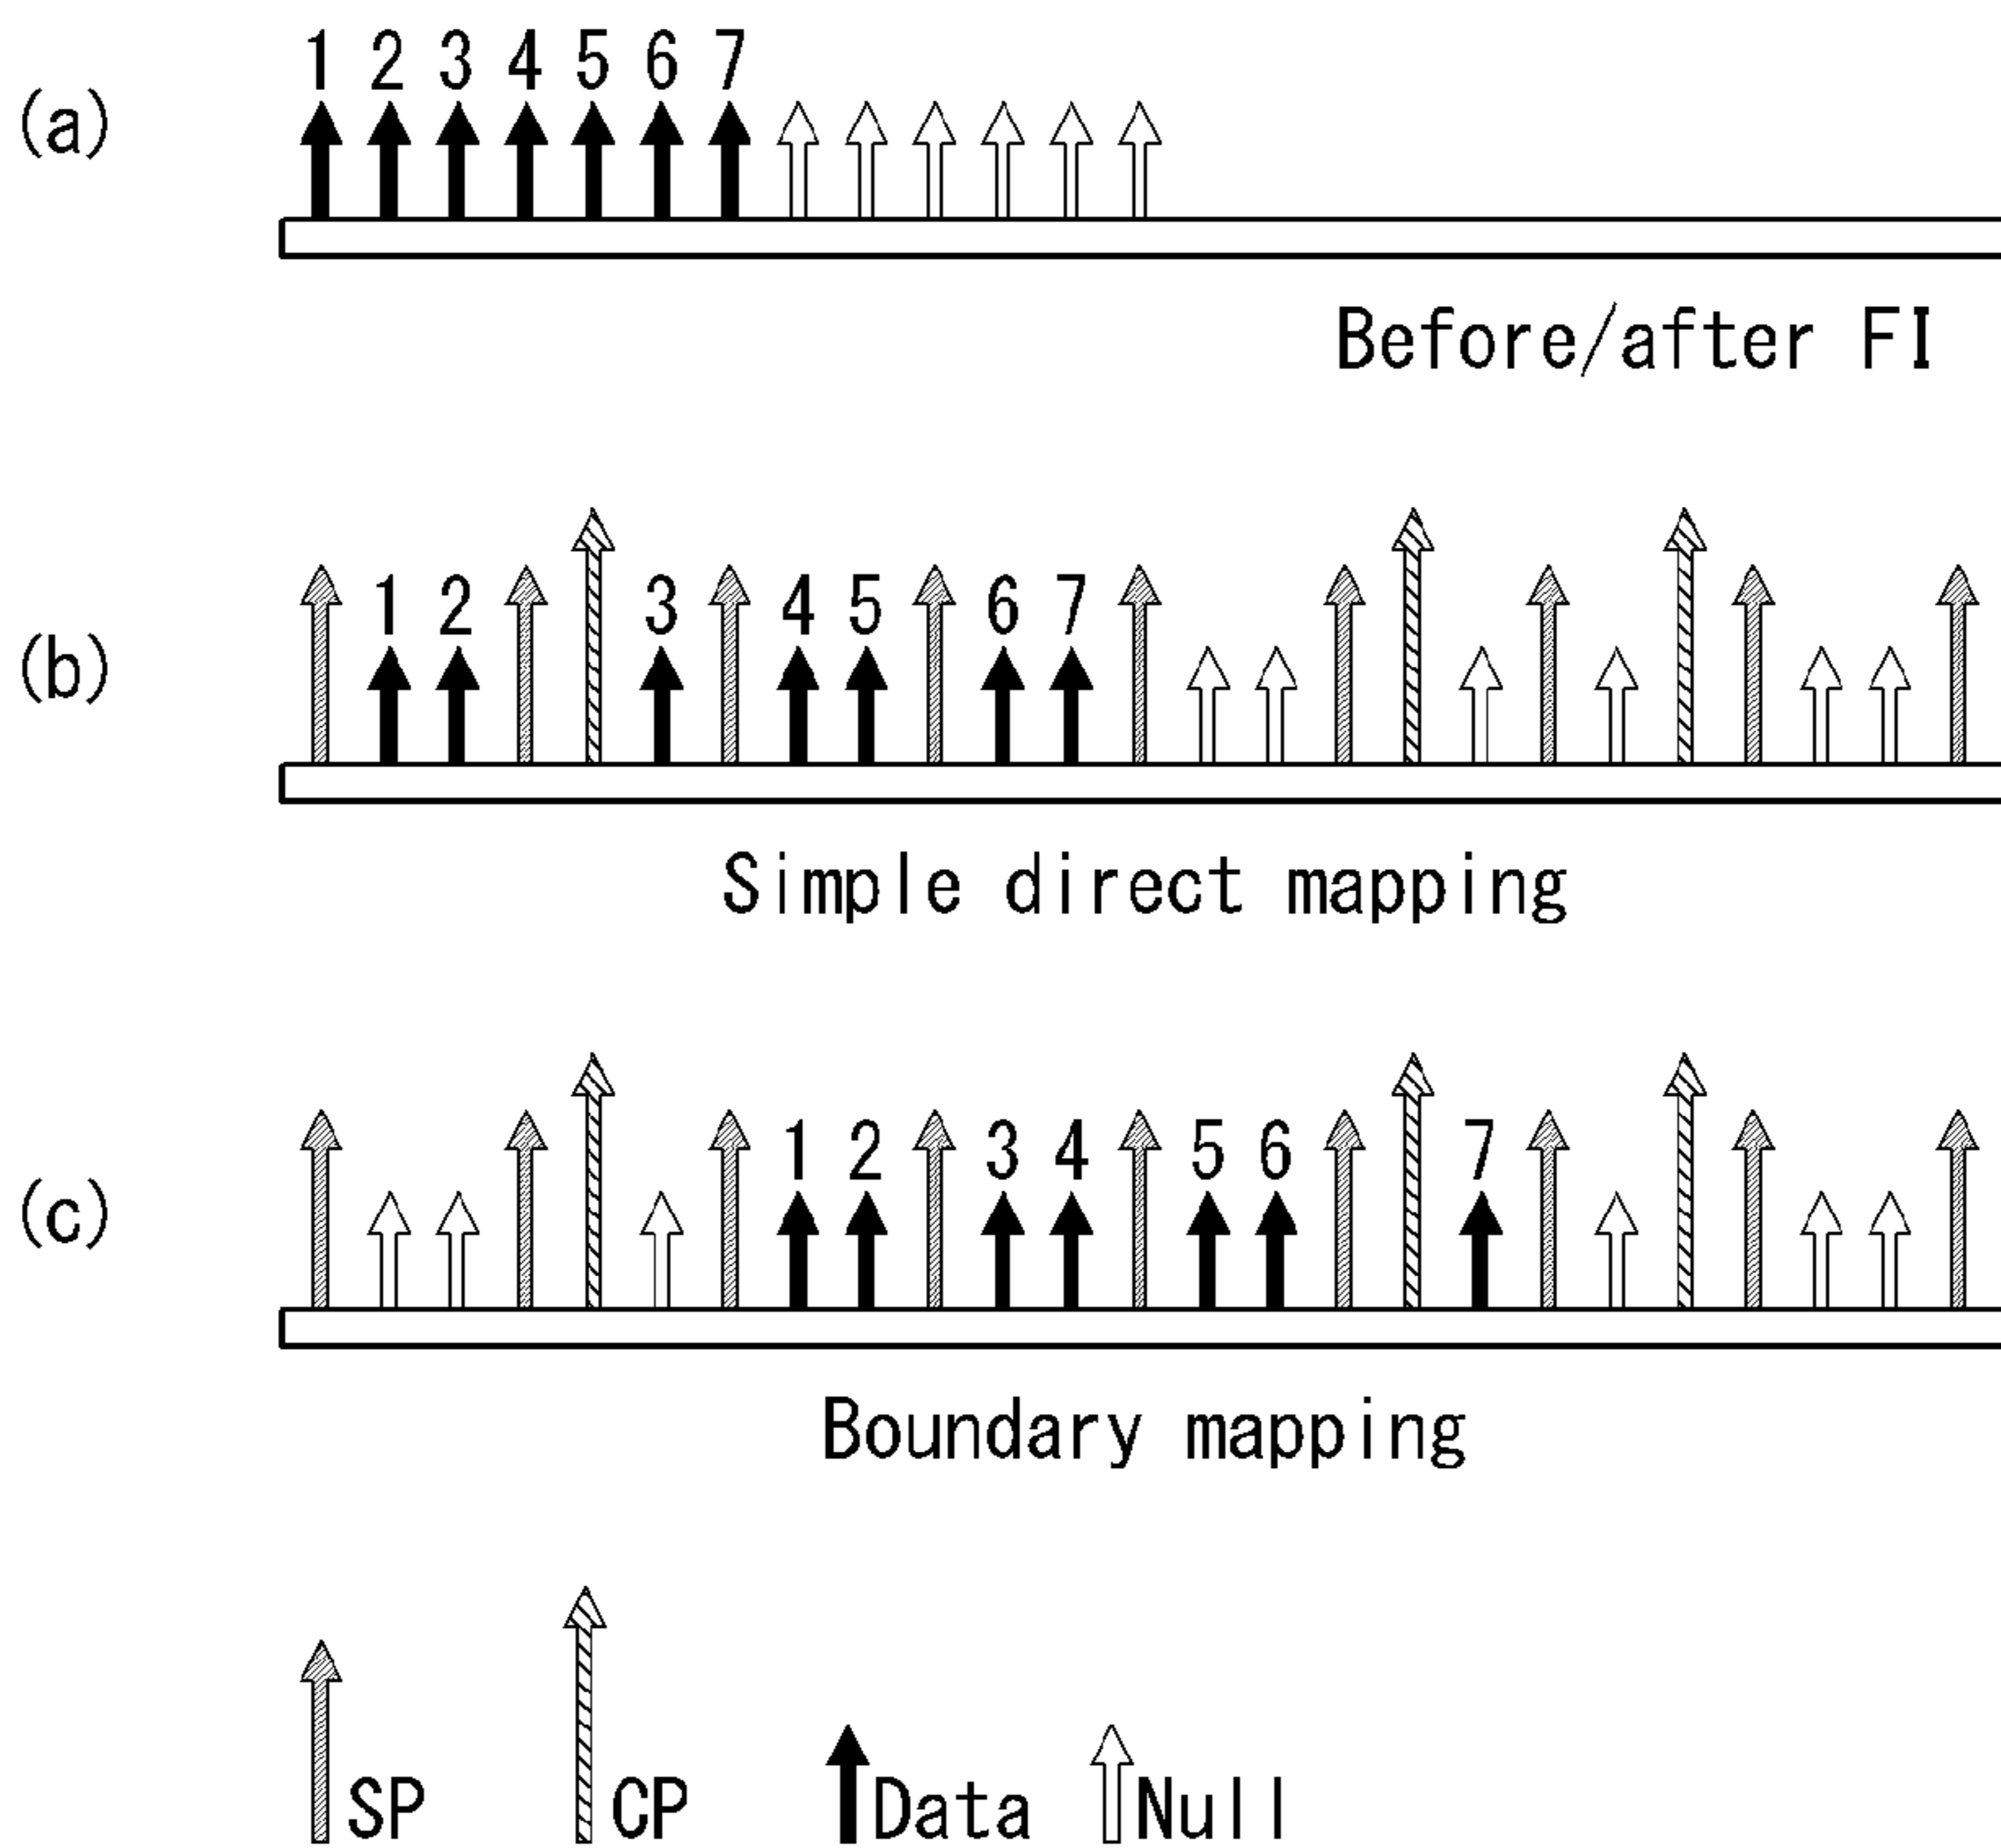 1 2 3 4 5 6 7
(a)
Before/after FI
1 2 3 4 5 6 7
(b)
Simple direct mapping
1 2 3 4 5 6 7
(c)
Boundary mapping
SP CP Data Null